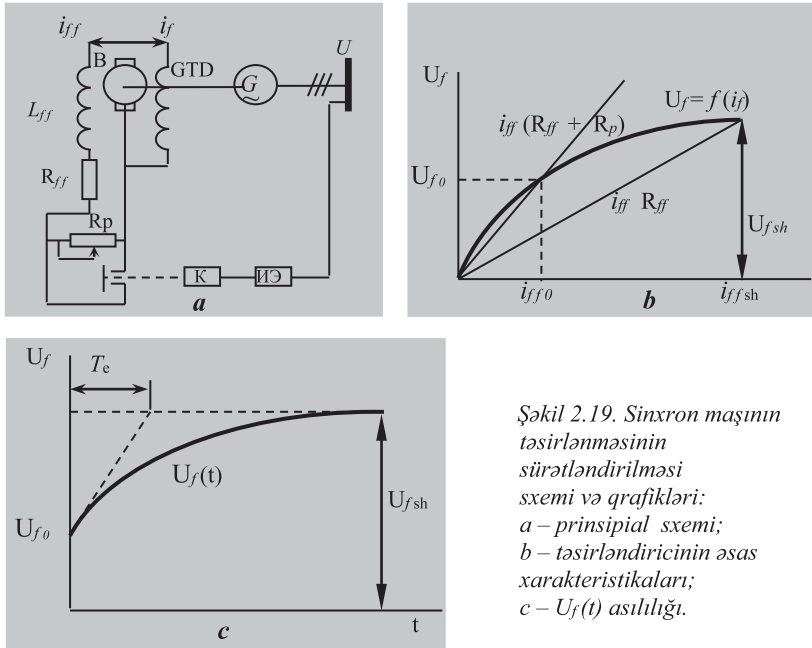 i_ff i_f
B GTD G ~ U
L_ff
R_ff
Rp
К ИЭ
a
U_f
U_f = f(i_f)
i_ff (R_ff + R_p)
U_f0
i_ff R_ff
U_fsh
i_ff0 i_ffsh
b
U_f T_e
U_f(t)
U_fsh
U_f0
c t
Şəkil 2.19. Sinxron maşının
təsirlənməsinin
sürətləndirilməsi
sxemi və qrafikləri:
a – prinsipial sxemi;
b – təsirləndiricinin əsas
xarakteristikaları;
c – U_f (t) asılılığı.